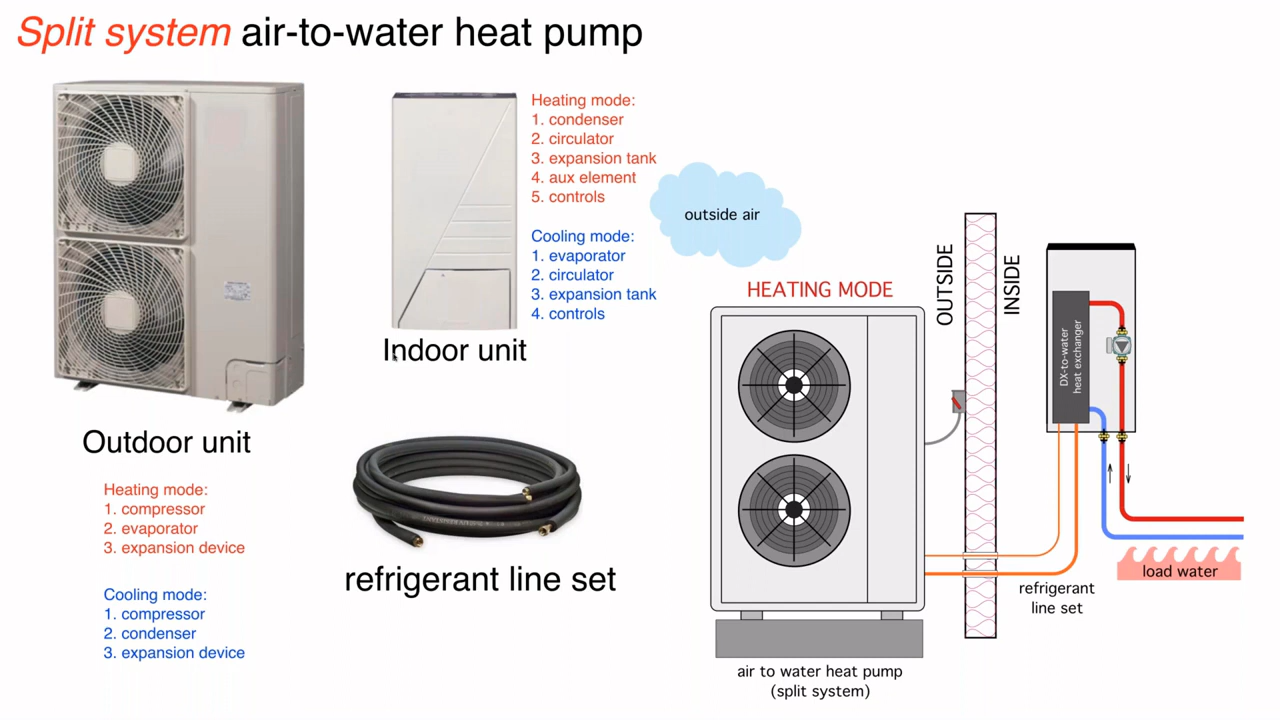 Split system air-to-water heat pump
Heating mode:
1. condenser
2. circulator
3. expansion tank
4. aux element
5. controls
Cooling mode:
1. evaporator
2. circulator
3. expansion tank
4. controls
Indoor unit
Outdoor unit
Heating mode:
1. compressor
2. evaporator
3. expansion device
Cooling mode:
1. compressor
2. condenser
3. expansion device
refrigerant line set
outside air
HEATING MODE
OUTSIDE
INSIDE
DX-to-water
heat exchanger
load water
refrigerant
line set
air to water heat pump
(split system)